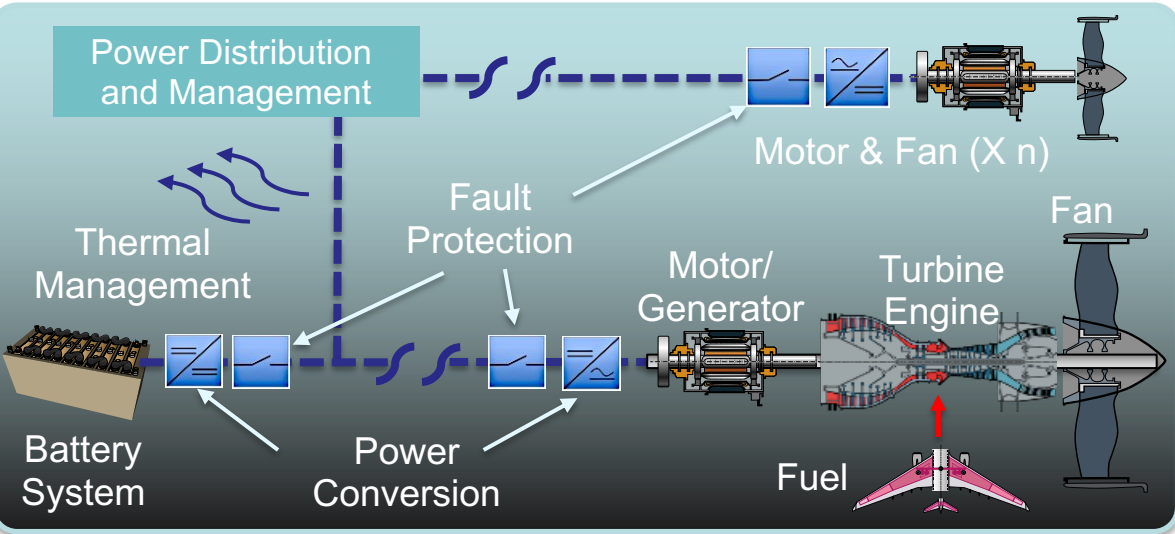 Power Distribution
and Management
Motor & Fan (X n)
Fault
Protection
Fan
Thermal
Management
Motor/
Generator
Turbine
Engine
Battery
System
Power
Conversion
Fuel